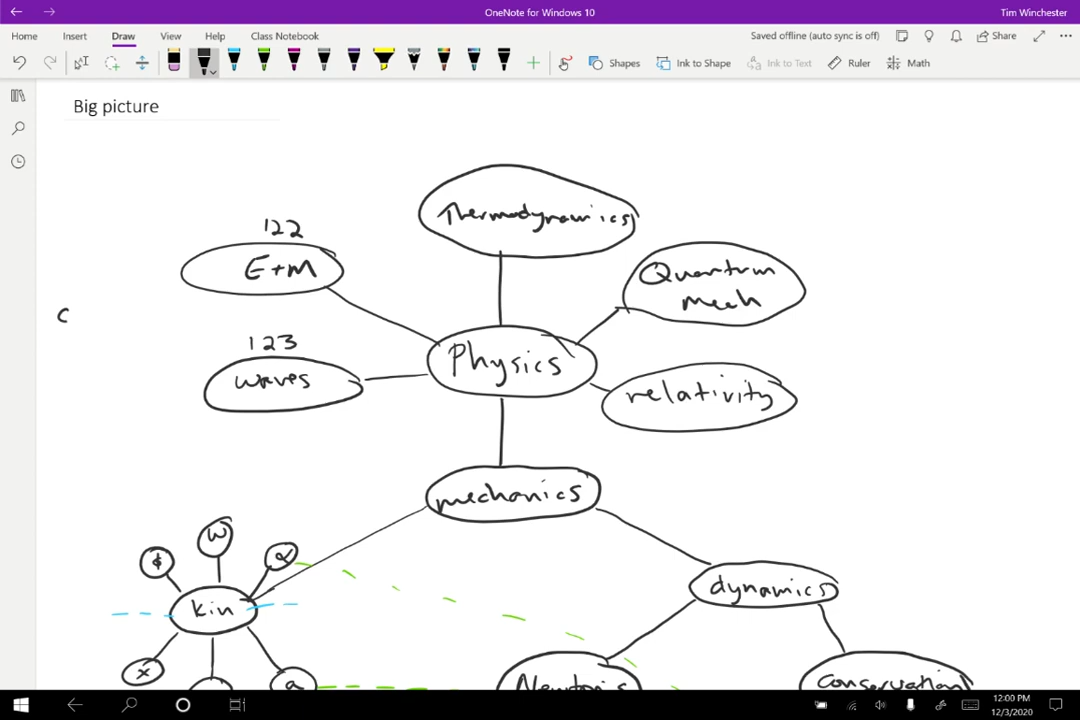 OneNote for Windows 10
Tim Winchester
Home Insert Draw View Help Class Notebook
Saved offline (auto sync is off) Share
Shapes Ink to Shape Ink to Text Ruler Math
Big picture
Thermodynamics
122
E+M
Quantum
Mech
C
123
waves
Physics
relativity
mechanics
ϕ
ω
α
kin
dynamics
x
a
Newton's
Conservation
12:00 PM
12/3/2020